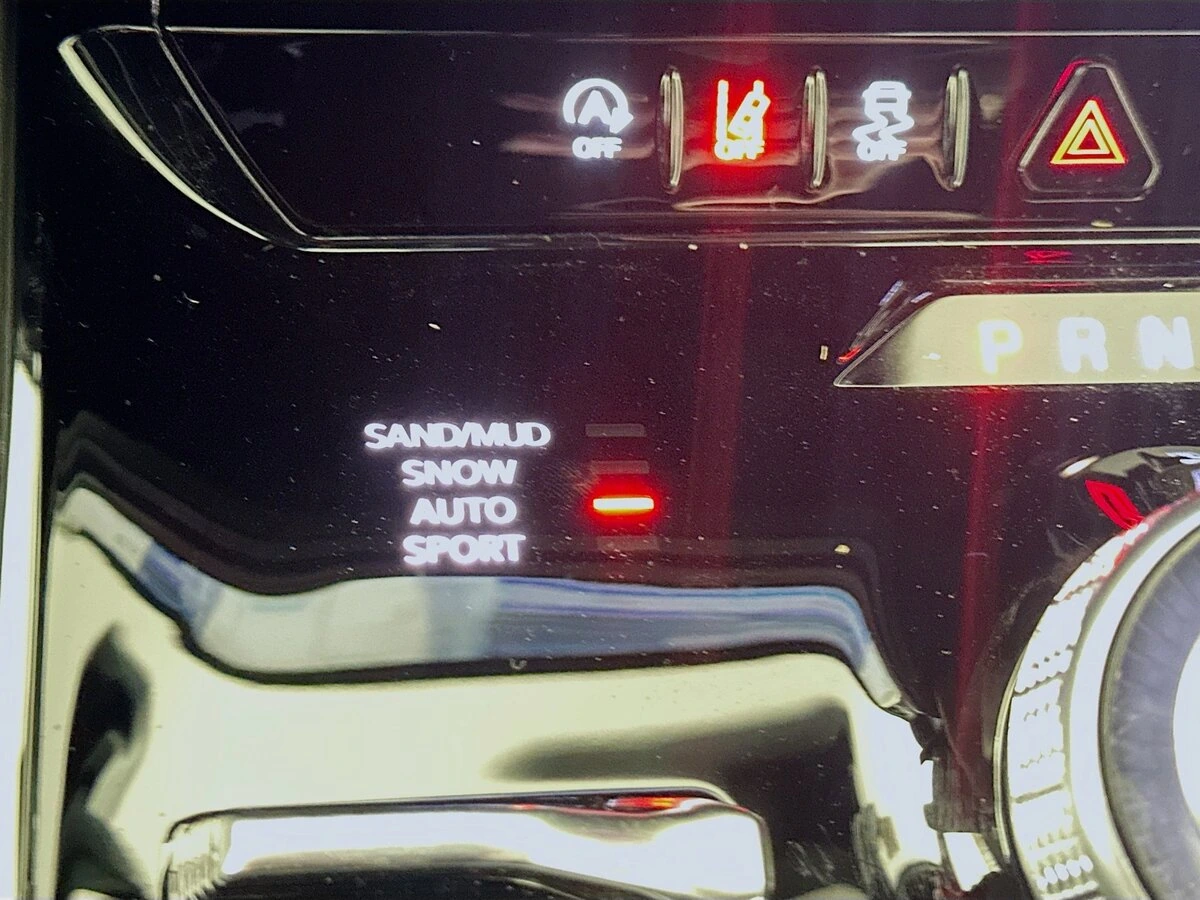 A
OFF
OFF
OFF
P R N
SAND/MUD
SNOW
AUTO
SPORT